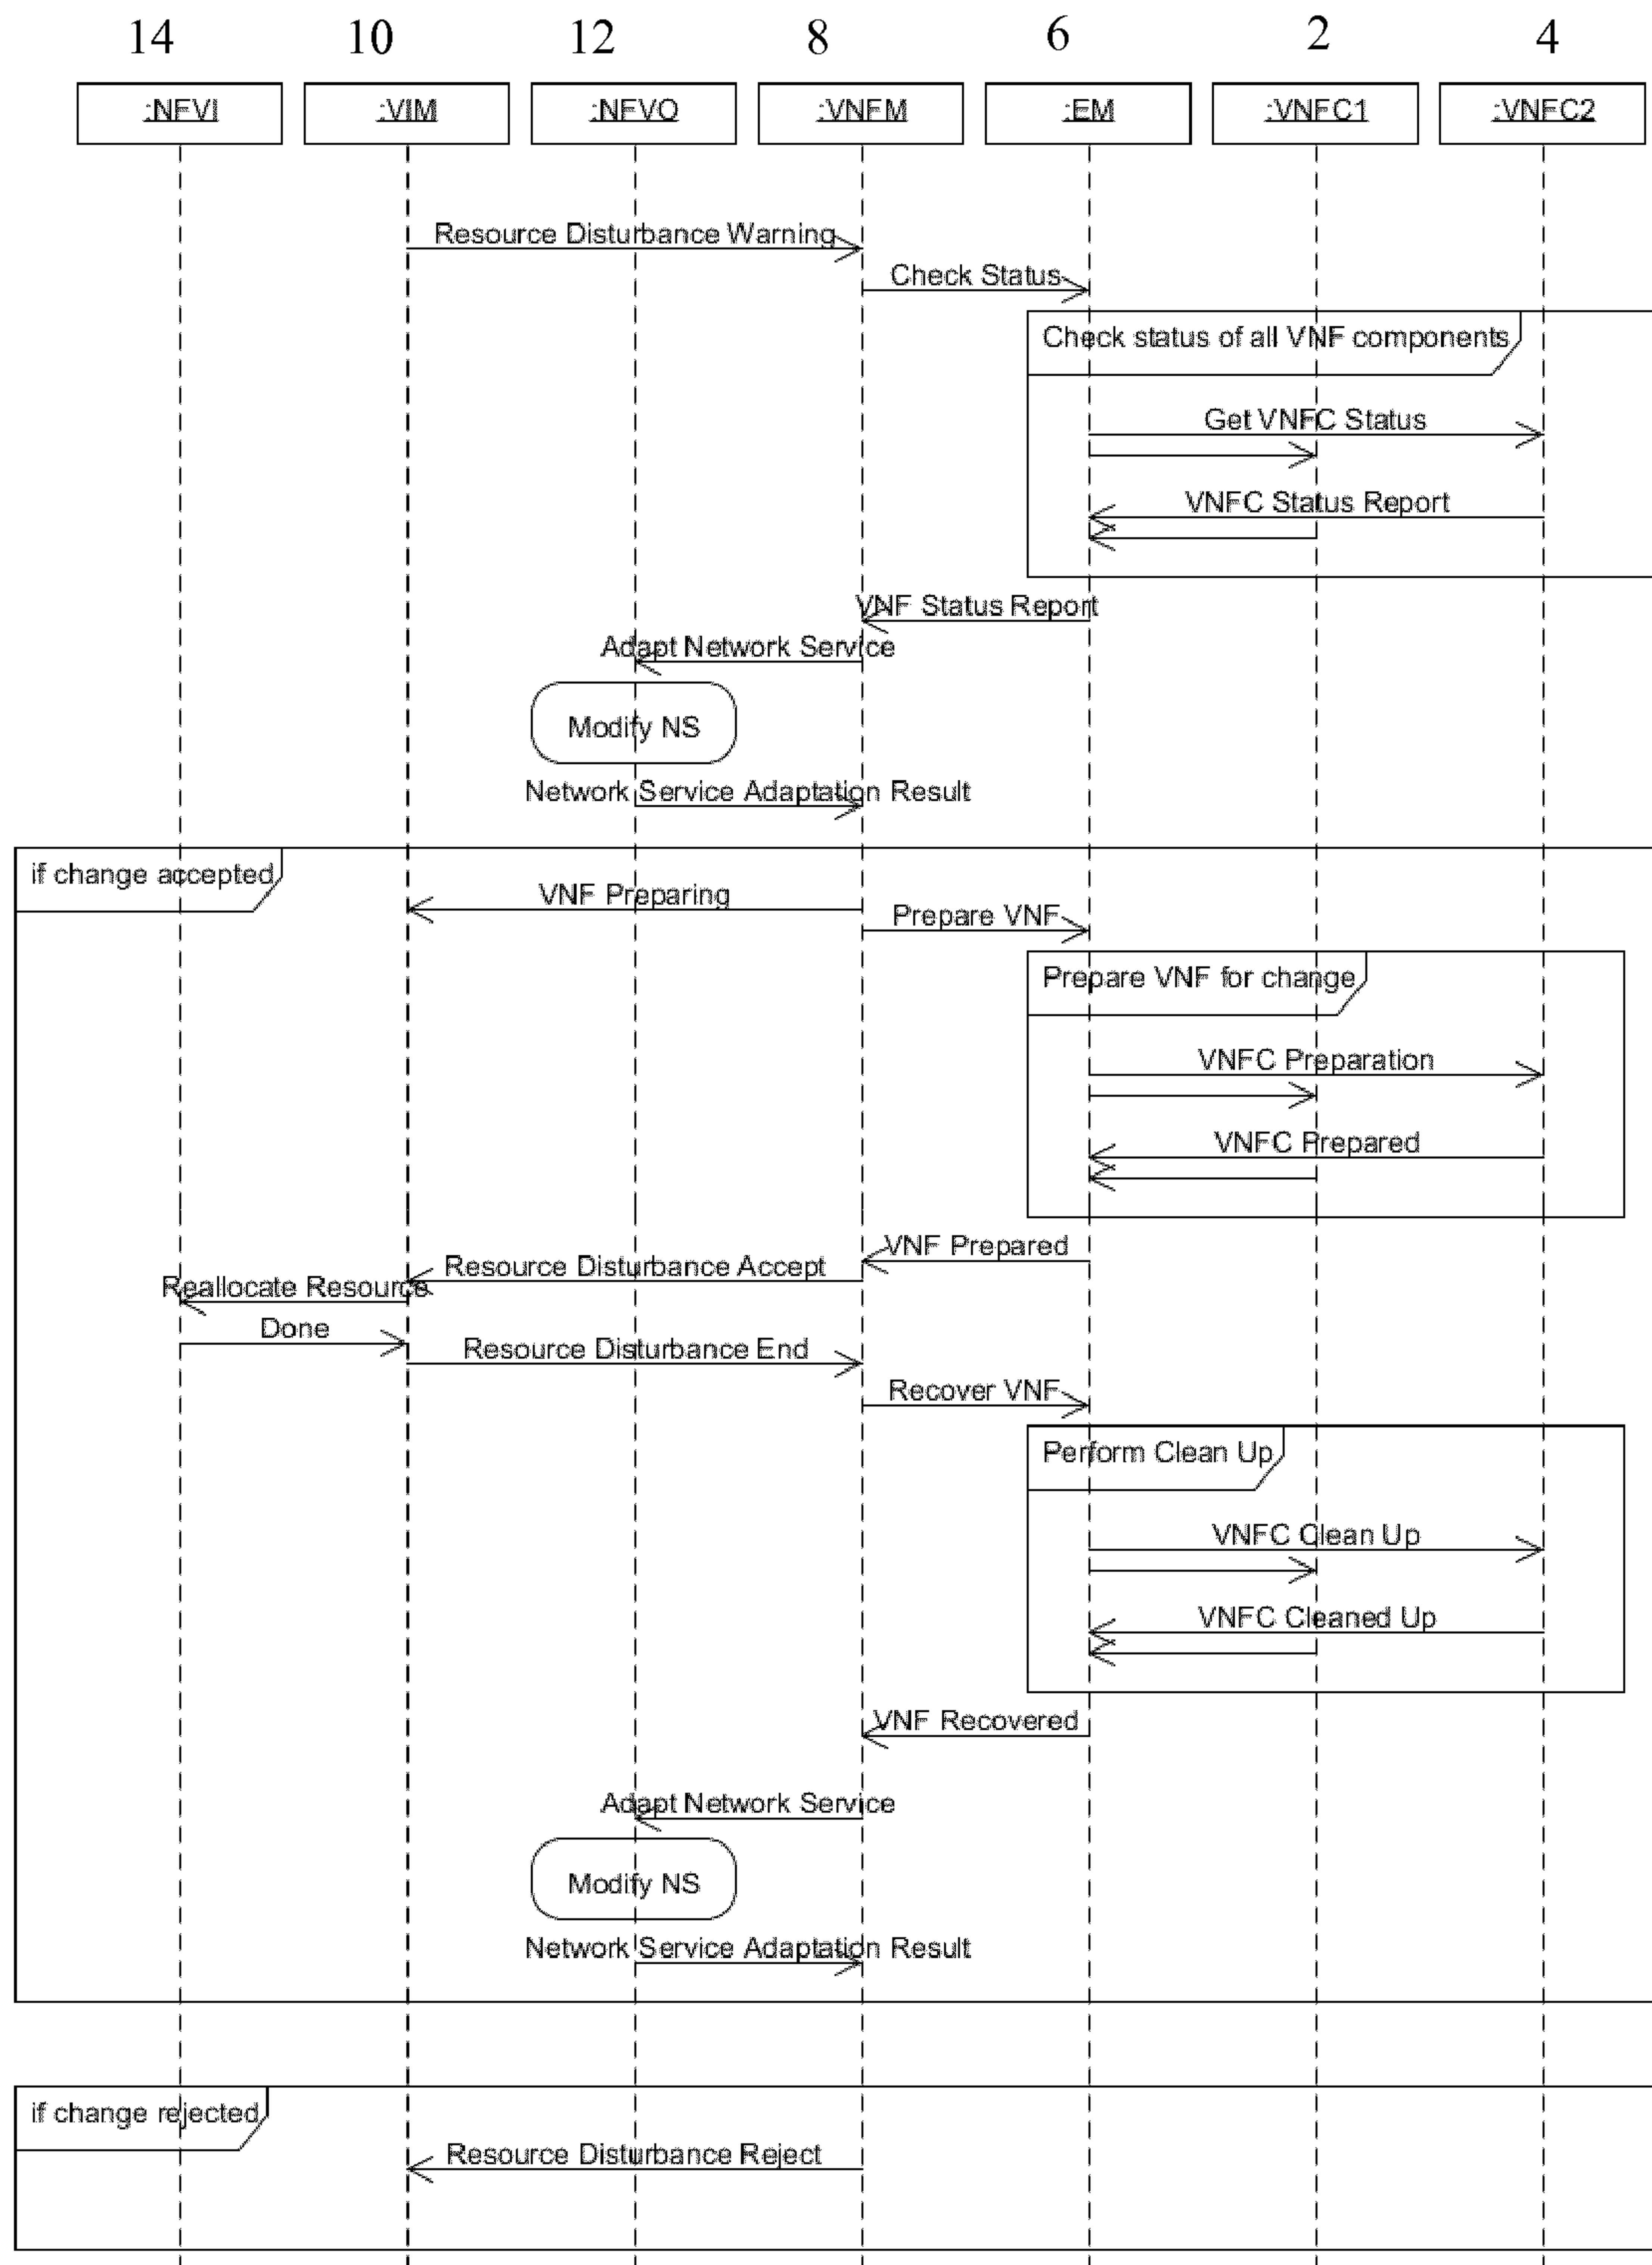 14 10 12 8 6 2 4
:NFVI :VIM :NFVO :VNFM :EM :VNFC1 :VNFC2
Resource Disturbance Warning
Check Status
Check status of all VNF components
Get VNFC Status
VNFC Status Report
VNF Status Report
Adapt Network Service
Modify NS
Network Service Adaptation Result
if change accepted
VNF Preparing
Prepare VNF
Prepare VNF for change
VNFC Preparation
VNFC Prepared
VNF Prepared
Resource Disturbance Accept
Reallocate Resource
Done
Resource Disturbance End
Recover VNF
Perform Clean Up
VNFC Clean Up
VNFC Cleaned Up
VNF Recovered
Adapt Network Service
Modify NS
Network Service Adaptation Result
if change rejected
Resource Disturbance Reject